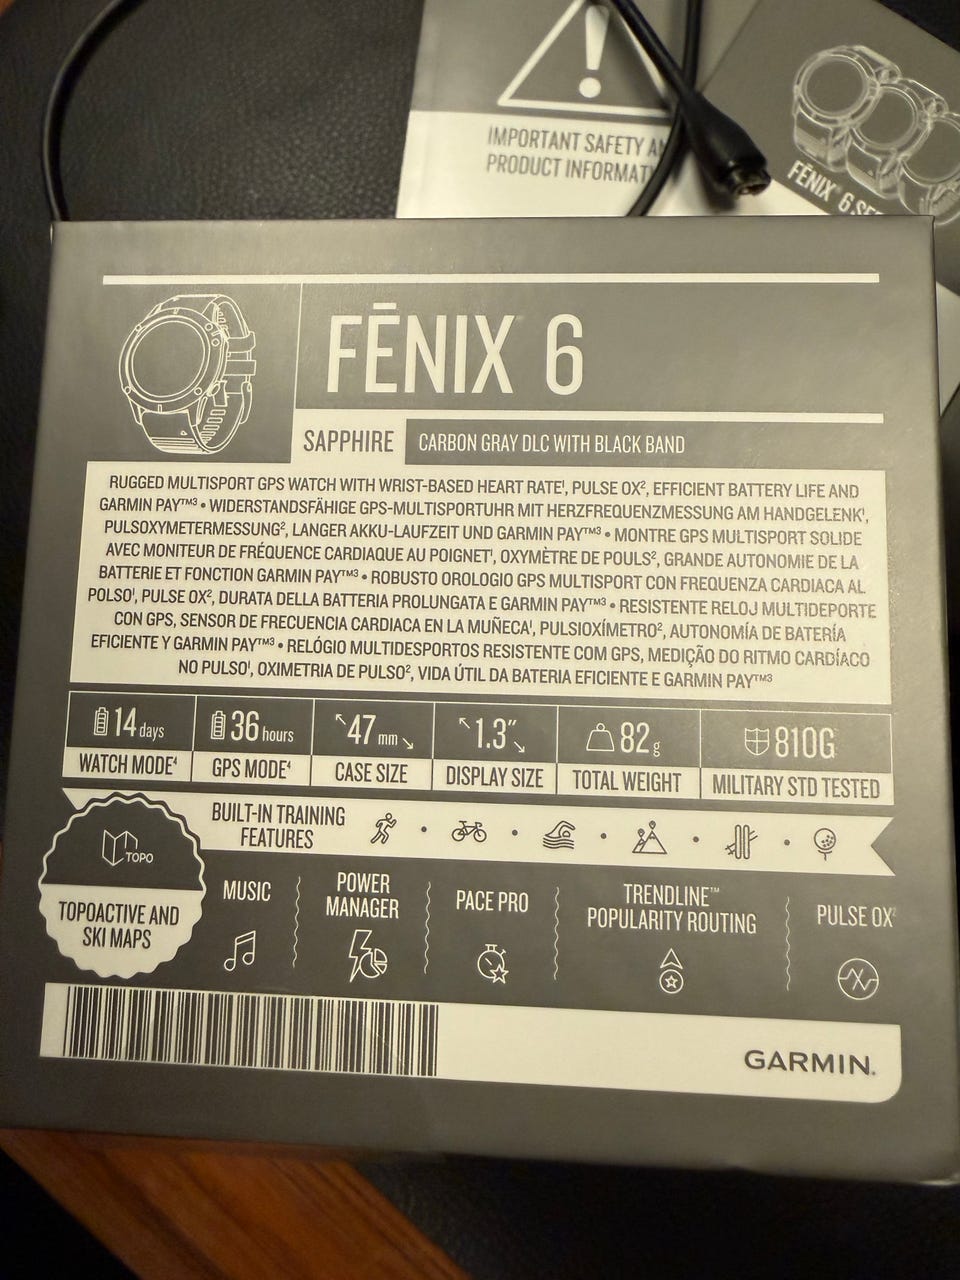 IMPORTANT SAFETY
PRODUCT
FĒNIX® 6
FĒNIX 6
SAPPHIRE
CARBON GRAY DLC WITH BLACK BAND
RUGGED MULTISPORT GPS WATCH WITH WRIST-BASED HEART RATE¹, PULSE OX², EFFICIENT BATTERY LIFE AND
GARMIN PAY™³ • WIDERSTANDSFÄHIGE GPS-MULTISPORTUHR MIT HERZFREQUENZMESSUNG AM HANDGELENK¹,
PULSOXYMETERMESSUNG², LANGER AKKU-LAUFZEIT UND GARMIN PAY™³ • MONTRE GPS MULTISPORT SOLIDE
AVEC MONITEUR DE FRÉQUENCE CARDIAQUE AU POIGNET¹, OXYMÈTRE DE POULS², GRANDE AUTONOMIE DE LA
BATTERIE ET FONCTION GARMIN PAY™³ • ROBUSTO OROLOGIO GPS MULTISPORT CON FREQUENZA CARDIACA AL
POLSO¹, PULSE OX², DURATA DELLA BATTERIA PROLUNGATA E GARMIN PAY™³ • RESISTENTE RELOJ MULTIDEPORTE
CON GPS, SENSOR DE FRECUENCIA CARDIACA EN LA MUÑECA¹, PULSIOXÍMETRO², AUTONOMÍA DE BATERÍA
EFICIENTE Y GARMIN PAY™³ • RELÓGIO MULTIDESPORTOS RESISTENTE COM GPS, MEDIÇÃO DO RITMO CARDÍACO
NO PULSO¹, OXIMETRIA DE PULSO², VIDA ÚTIL DA BATERIA EFICIENTE E GARMIN PAY™³
14 days
WATCH MODE⁴
36 hours
GPS MODE⁴
47 mm
CASE SIZE
1.3″
DISPLAY SIZE
82 g
TOTAL WEIGHT
810G
MILITARY STD TESTED
BUILT-IN TRAINING
FEATURES
TOPO
TOPOACTIVE AND
SKI MAPS
MUSIC
POWER
MANAGER
PACE PRO
TRENDLINE™
POPULARITY ROUTING
PULSE OX²
GARMIN.